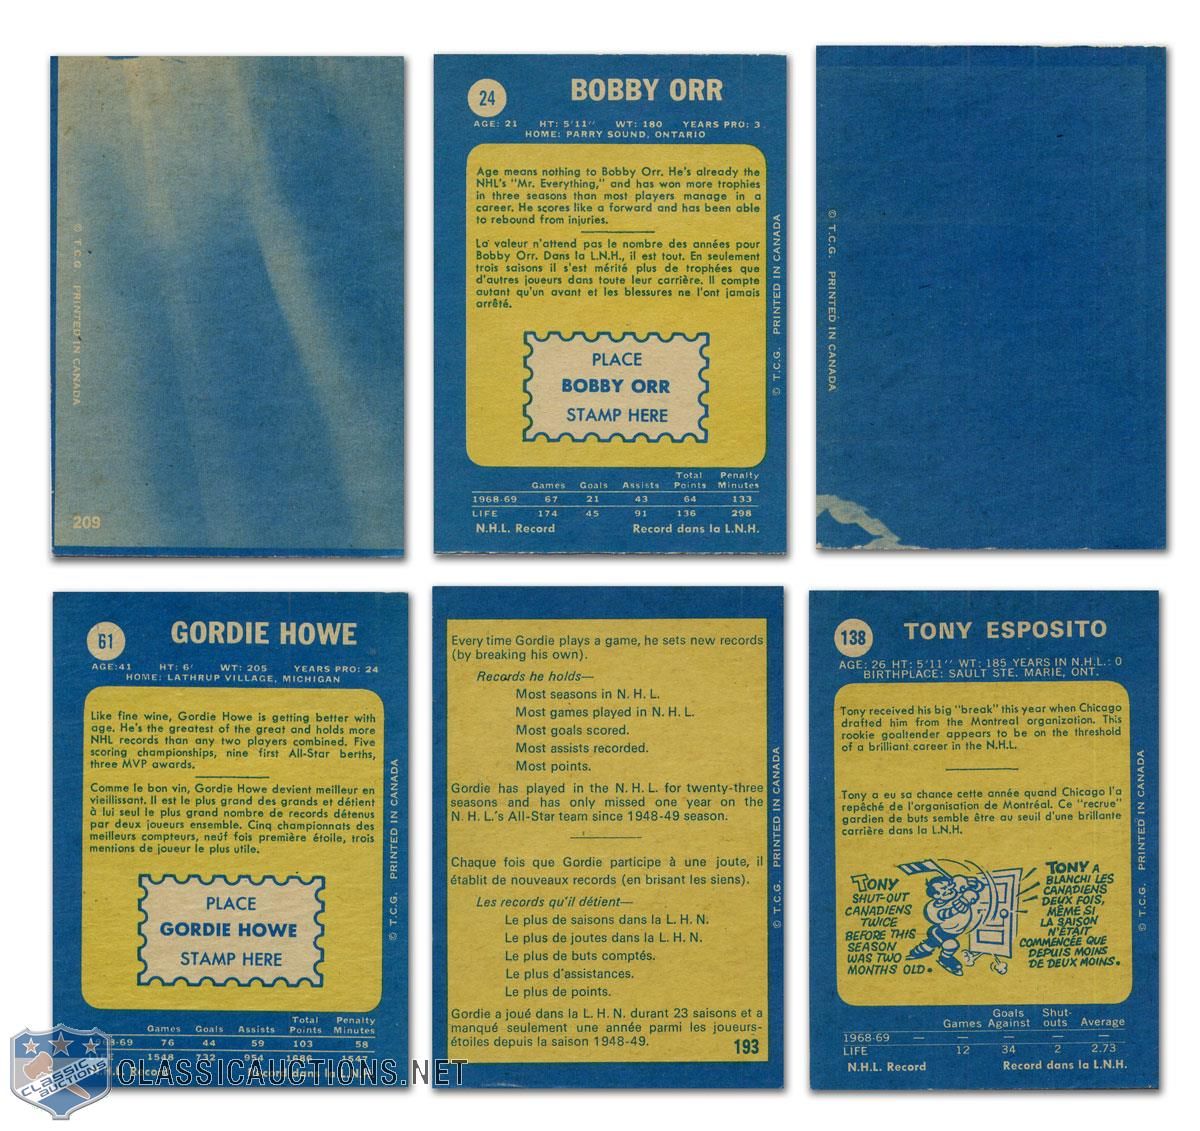 © T.C.G. PRINTED IN CANADA
209
24
BOBBY ORR
AGE: 21 HT: 5'11" WT: 180 YEARS PRO: 3
HOME: PARRY SOUND, ONTARIO
Age means nothing to Bobby Orr. He's already the
NHL's "Mr. Everything," and has won more trophies
in three seasons than most players manage in a
career. He scores like a forward and has been able
to rebound from injuries.
La valeur n'attend pas le nombre des années pour
Bobby Orr. Dans la L.N.H., il est tout. En seulement
trois saisons il s'est mérité plus de trophées que
d'autres joueurs dans toute leur carrière. Il compte
autant qu'un avant et les blessures ne l'ont jamais
arrêté.
PLACE
BOBBY ORR
STAMP HERE
© T.C.G. PRINTED IN CANADA
Games Goals Assists Total Points Penalty Minutes
1968-69 67 21 43 64 133
LIFE 174 45 91 136 298
N.H.L. Record Record dans la L.N.H.
© T.C.G. PRINTED IN CANADA
61
GORDIE HOWE
AGE:41 HT: 6' WT: 205 YEARS PRO: 24
HOME: LATHRUP VILLAGE, MICHIGAN
Like fine wine, Gordie Howe is getting better with
age. He's the greatest of the great and holds more
NHL records than any two players combined. Five
scoring championships, nine first All-Star berths,
three MVP awards.
Comme le bon vin, Gordie Howe devient meilleur en
vieillissant. Il est le plus grand des grands et détient
à lui seul le plus grand nombre de records détenus
par deux joueurs ensemble. Cinq championnats des
meilleurs compteurs, neuf fois première étoile, trois
mentions de joueur le plus utile.
PLACE
GORDIE HOWE
STAMP HERE
© T.C.G. PRINTED IN CANADA
Games Goals Assists Total Points Penalty Minutes
8-69 76 44 59 103 58
1548 732 954 1686 1547
Record dans la L.N.H.
Every time Gordie plays a game, he sets new records
(by breaking his own).
Records he holds—
Most seasons in N. H. L.
Most games played in N. H. L.
Most goals scored.
Most assists recorded.
Most points.
Gordie has played in the N. H. L. for twenty-three
seasons and has only missed one year on the
N. H. L.'s All-Star team since 1948-49 season.
Chaque fois que Gordie participe à une joute, il
établit de nouveaux records (en brisant les siens).
Les records qu'il détient—
Le plus de saisons dans la L. H. N.
Le plus de joutes dans la L. H. N.
Le plus de buts comptés.
Le plus d'assistances.
Le plus de points.
Gordie a joué dans la L. H. N. durant 23 saisons et a
manqué seulement une année parmi les joueurs-
étoiles depuis la saison 1948-49.
193
© T.C.G. PRINTED IN CANADA
138
TONY ESPOSITO
AGE: 26 HT: 5'11" WT: 185 YEARS IN N.H.L.: 0
BIRTHPLACE: SAULT STE. MARIE, ONT.
Tony received his big "break" this year when Chicago
drafted him from the Montreal organization. This
rookie goaltender appears to be on the threshold
of a brilliant career in the N.H.L.
Tony a eu sa chance cette année quand Chicago l'a
repêché de l'organisation de Montréal. Ce "recrue"
gardien de buts semble être au seuil d'une brillante
carrière dans la L.N.H.
TONY
SHUT-OUT
CANADIENS
TWICE
BEFORE THIS
SEASON
WAS TWO
MONTHS OLD.
TONY A
BLANCHI LES
CANADIENS
DEUX FOIS,
MÊME SI
LA SAISON
N'ÉTAIT
COMMENCÉE QUE
DEPUIS MOINS
DE DEUX MOINS.
© T.C.G. PRINTED IN CANADA
Games Goals Against Shut-outs Average
1968-69 — — — —
LIFE 12 34 2 2.73
N.H.L. Record Record dans la L.N.H.
CLASSIC AUCTIONS
CLASSICAUCTIONS.NET